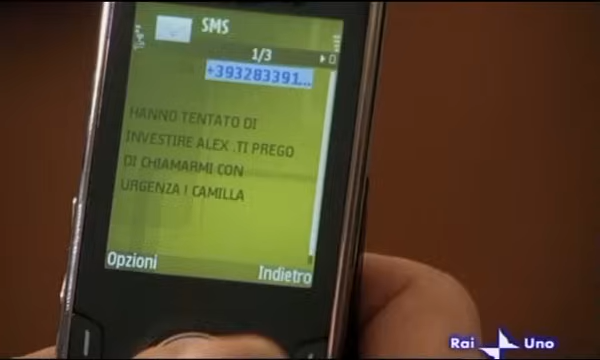 SMS
1/3
+393283391...
HANNO TENTATO DI
INVESTIRE ALEX .TI PREGO
DI CHIAMARMI CON
URGENZA ! CAMILLA
Opzioni
Indietro
Rai Uno